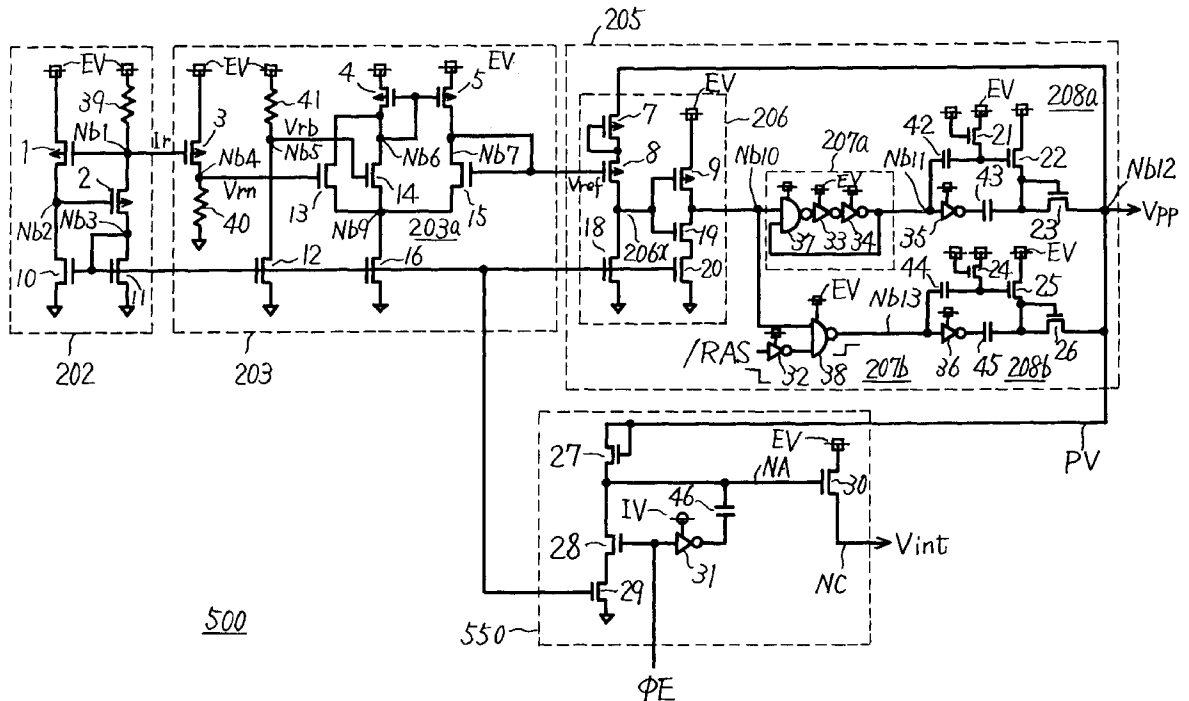 205
EV
EV
4
5
EV
EV
208a
39
3
41
7
206
42
21
Nb1
Ir
Vrb
1
Nb4
Nb5
Nb6
Nb7
8
9
Nb10
207a
Nb11
43
22
Nb12
2
Vrn
14
Vref
Vpp
Nb2
Nb3
40
13
Nb9
203a
15
18
206x
19
37
33
34
35
23
EV
10
11
12
16
20
44
24
25
EV
Nb13
/RAS
32
38
207b
36
45
208b
26
202
203
27
EV
PV
NA
30
46
IV
28
31
Vint
29
NC
500
550
ΦE